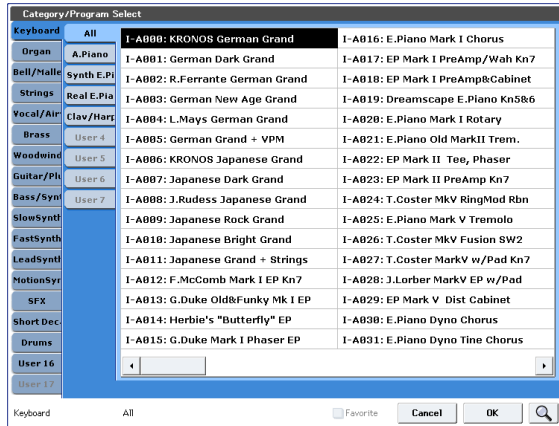 Category/Program Select
Keyboard
Organ
Bell/Malle
Strings
Vocal/Air
Brass
Woodwind
Guitar/Plu
Bass/Synt
SlowSynth
FastSynth
LeadSynth
MotionSyn
SFX
Short Dec
Drums
User 16
User 17
All
A.Piano
Synth E.Pi
Real E.Pia
Clav/Harp
User 4
User 5
User 6
User 7
I-A000: KRONOS German Grand
I-A001: German Dark Grand
I-A002: R.Ferrante German Grand
I-A003: German New Age Grand
I-A004: L.Mays German Grand
I-A005: German Grand + VPM
I-A006: KRONOS Japanese Grand
I-A007: Japanese Dark Grand
I-A008: J.Rudess Japanese Grand
I-A009: Japanese Rock Grand
I-A010: Japanese Bright Grand
I-A011: Japanese Grand + Strings
I-A012: F.McComb Mark I EP Kn7
I-A013: G.Duke Old&Funky Mk I EP
I-A014: Herbie's "Butterfly" EP
I-A015: G.Duke Mark I Phaser EP
I-A016: E.Piano Mark I Chorus
I-A017: EP Mark I PreAmp/Wah Kn7
I-A018: EP Mark I PreAmp&Cabinet
I-A019: Dreamscape E.Piano Kn5&6
I-A020: E.Piano Mark I Rotary
I-A021: E.Piano Old MarkII Trem.
I-A022: EP Mark II Tee, Phaser
I-A023: EP Mark II PreAmp Kn7
I-A024: T.Coster MkV RingMod Rbn
I-A025: E.Piano Mark V Tremolo
I-A026: T.Coster MkV Fusion SW2
I-A027: T.Coster MarkV w/Pad Kn7
I-A028: J.Lorber MarkV EP w/Pad
I-A029: EP Mark V Dist Cabinet
I-A030: E.Piano Dyno Chorus
I-A031: E.Piano Dyno Tine Chorus
Keyboard
All
Favorite
Cancel
OK